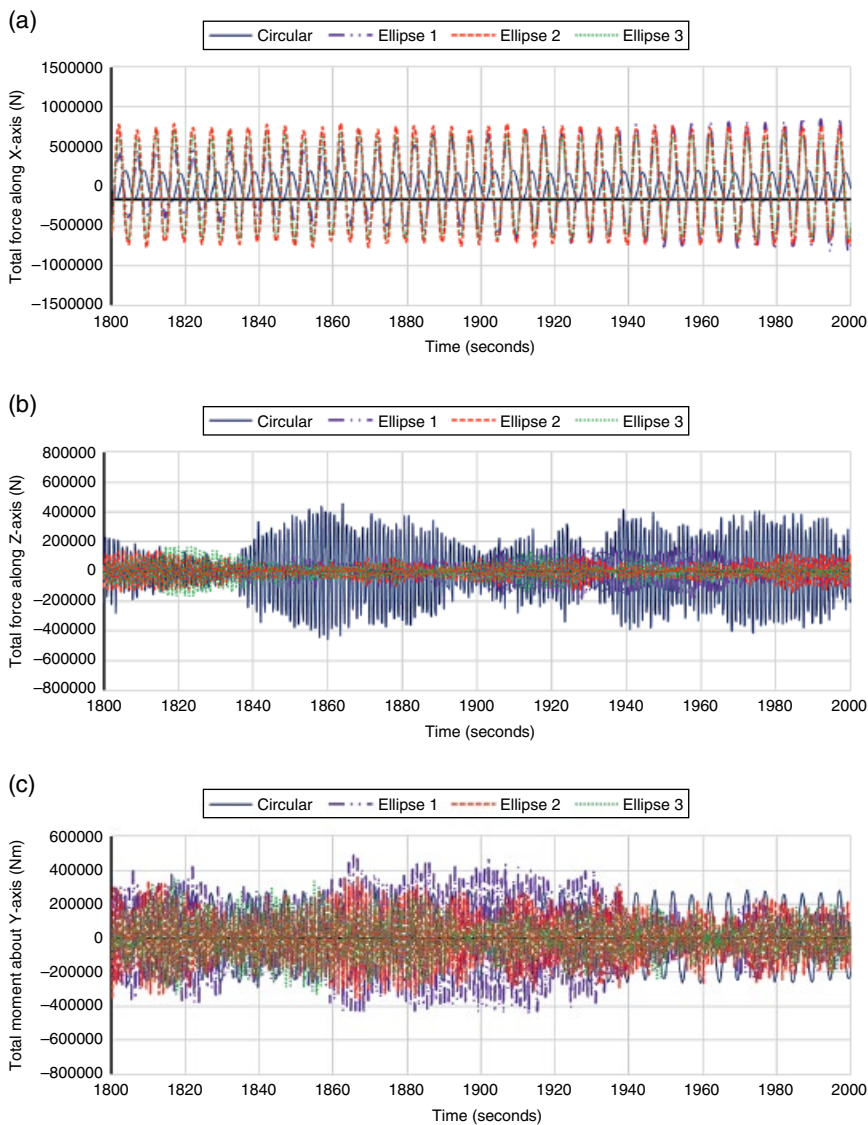 (a)
Circular Ellipse 1 Ellipse 2 Ellipse 3
Total force along X-axis (N)
1500000
1000000
500000
0
−500000
−1000000
−1500000
1800 1820 1840 1860 1880 1900 1920 1940 1960 1980 2000
Time (seconds)
(b)
Circular Ellipse 1 Ellipse 2 Ellipse 3
Total force along Z-axis (N)
800000
600000
400000
200000
0
−200000
−400000
−600000
−800000
1800 1820 1840 1860 1880 1900 1920 1940 1960 1980 2000
Time (seconds)
(c)
Circular Ellipse 1 Ellipse 2 Ellipse 3
Total moment about Y-axis (Nm)
600000
400000
200000
0
−200000
−400000
−600000
−800000
1800 1820 1840 1860 1880 1900 1920 1940 1960 1980 2000
Time (seconds)